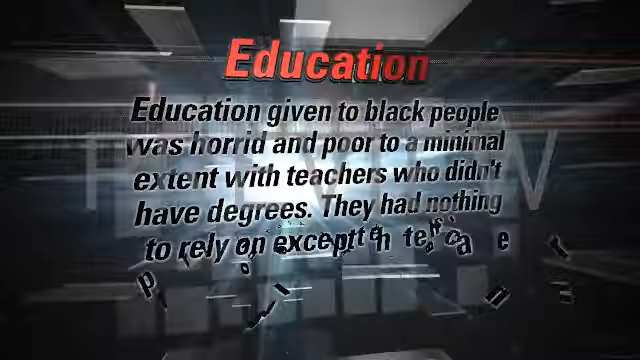 Education
Education given to black people
was horrid and poor to a minimal
extent with teachers who didn't
have degrees. They had nothing
to rely on except